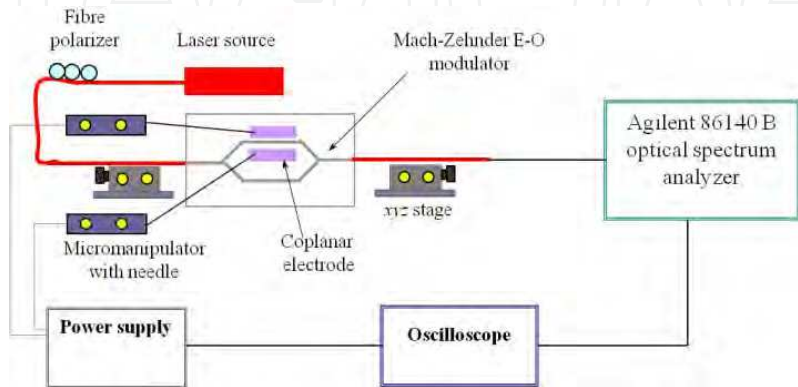 Fibre
polarizer
Laser source
Mach-Zehnder E-O
modulator
Agilent 86140 B
optical spectrum
analyzer
xyz stage
Micromanipulator
with needle
Coplanar
electrode
Power supply
Oscilloscope